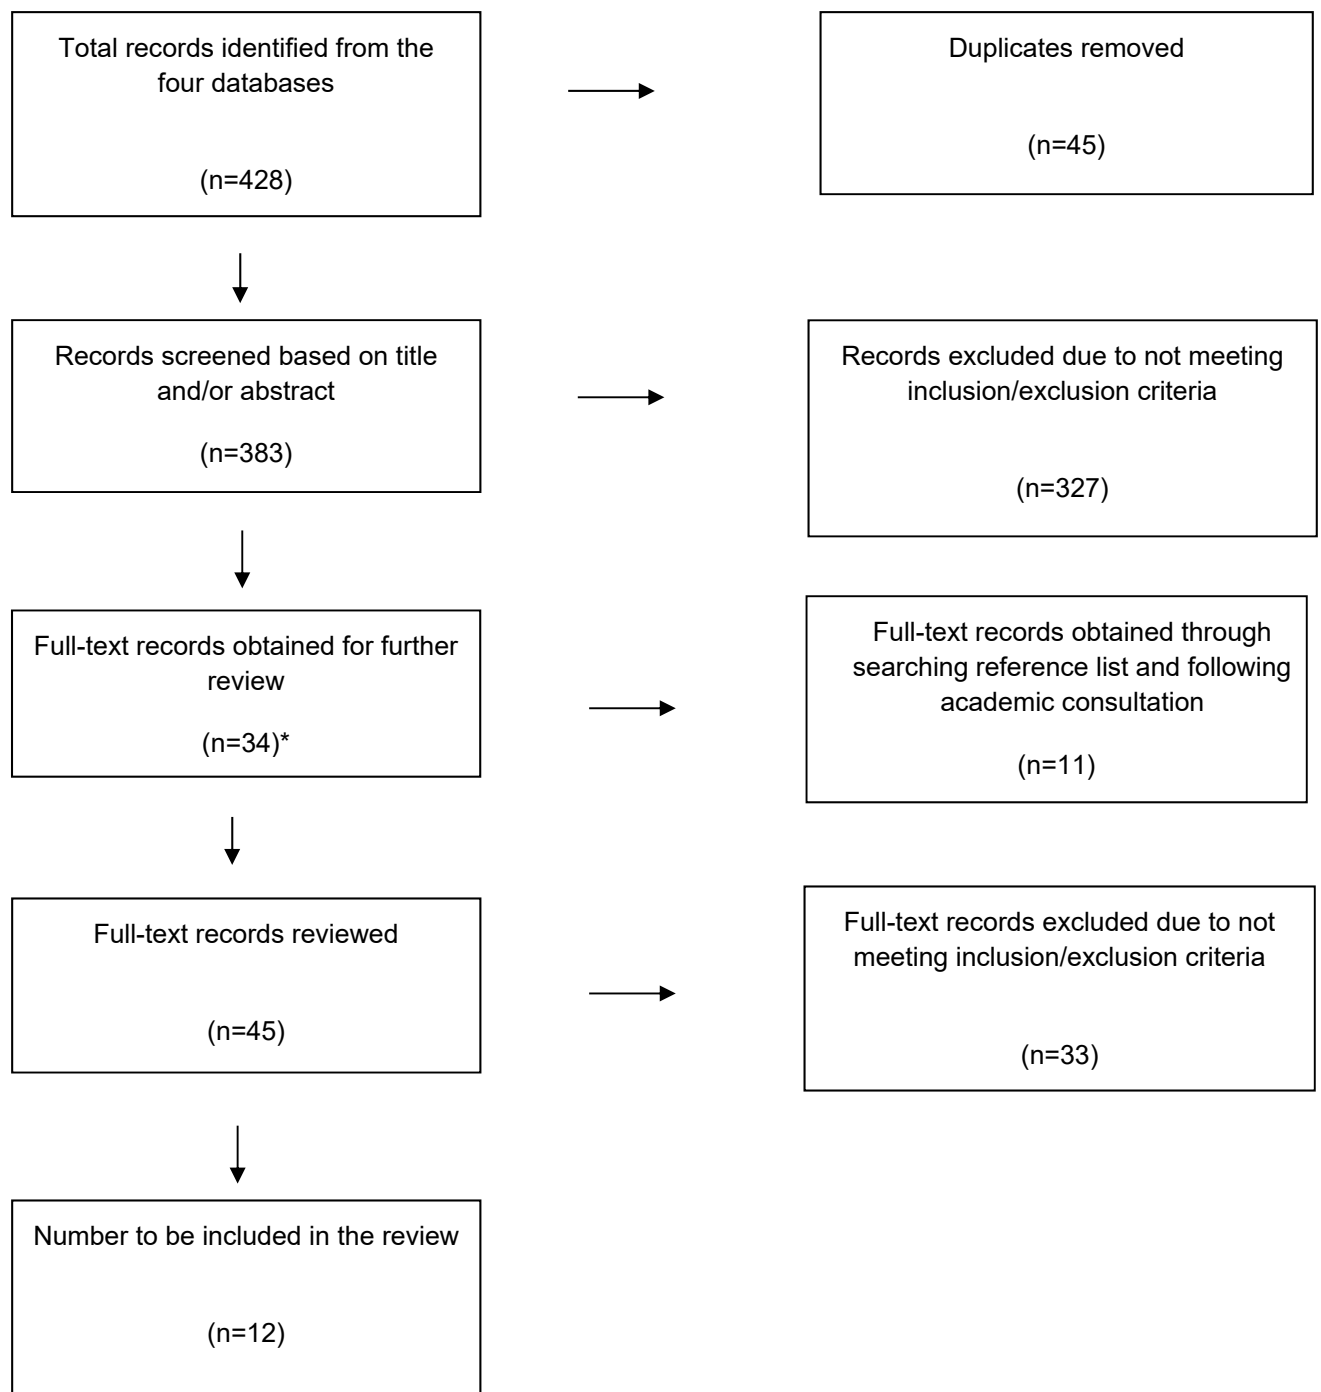 Total records identified from the
four databases
(n=428)
Duplicates removed
(n=45)
Records screened based on title
and/or abstract
(n=383)
Records excluded due to not meeting
inclusion/exclusion criteria
(n=327)
Full-text records obtained for further
review
(n=34)*
Full-text records obtained through
searching reference list and following
academic consultation
(n=11)
Full-text records reviewed
(n=45)
Full-text records excluded due to not
meeting inclusion/exclusion criteria
(n=33)
Number to be included in the review
(n=12)